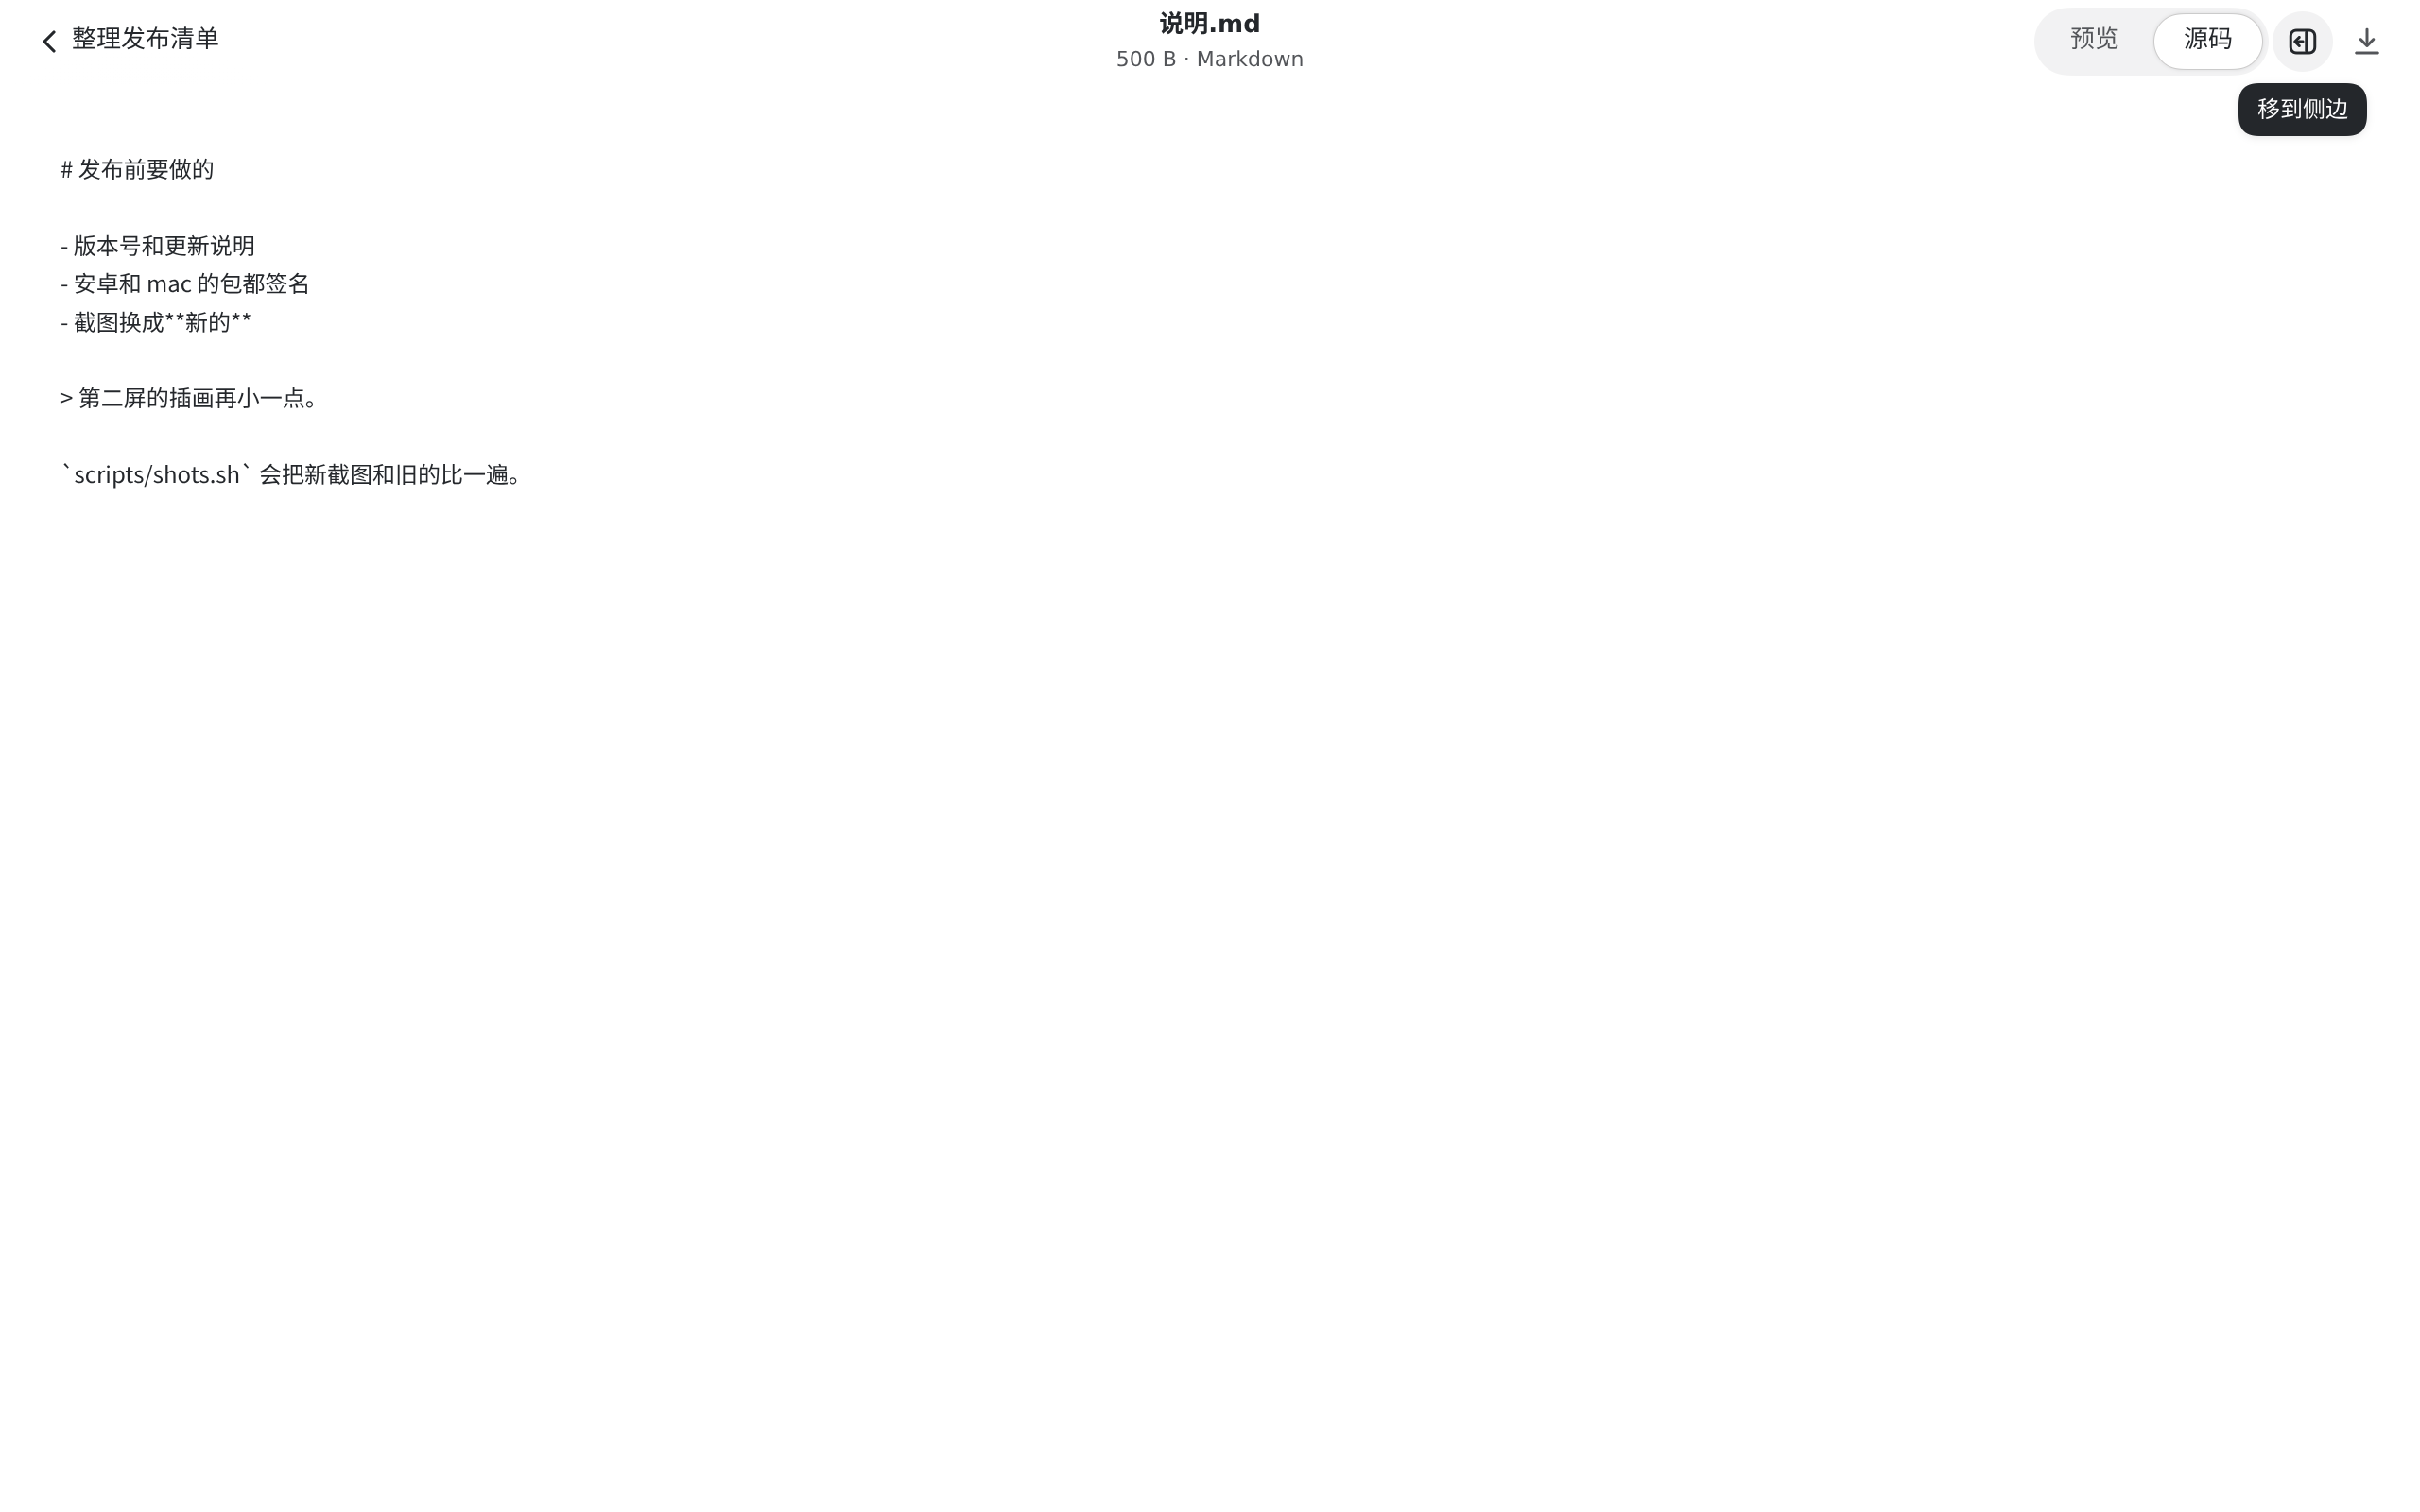 整理发布清单
说明.md
500 B · Markdown
预览
源码
移到侧边
# 发布前要做的
- 版本号和更新说明
- 安卓和 mac 的包都签名
- 截图换成**新的**
> 第二屏的插画再小一点。
`scripts/shots.sh` 会把新截图和旧的比一遍。